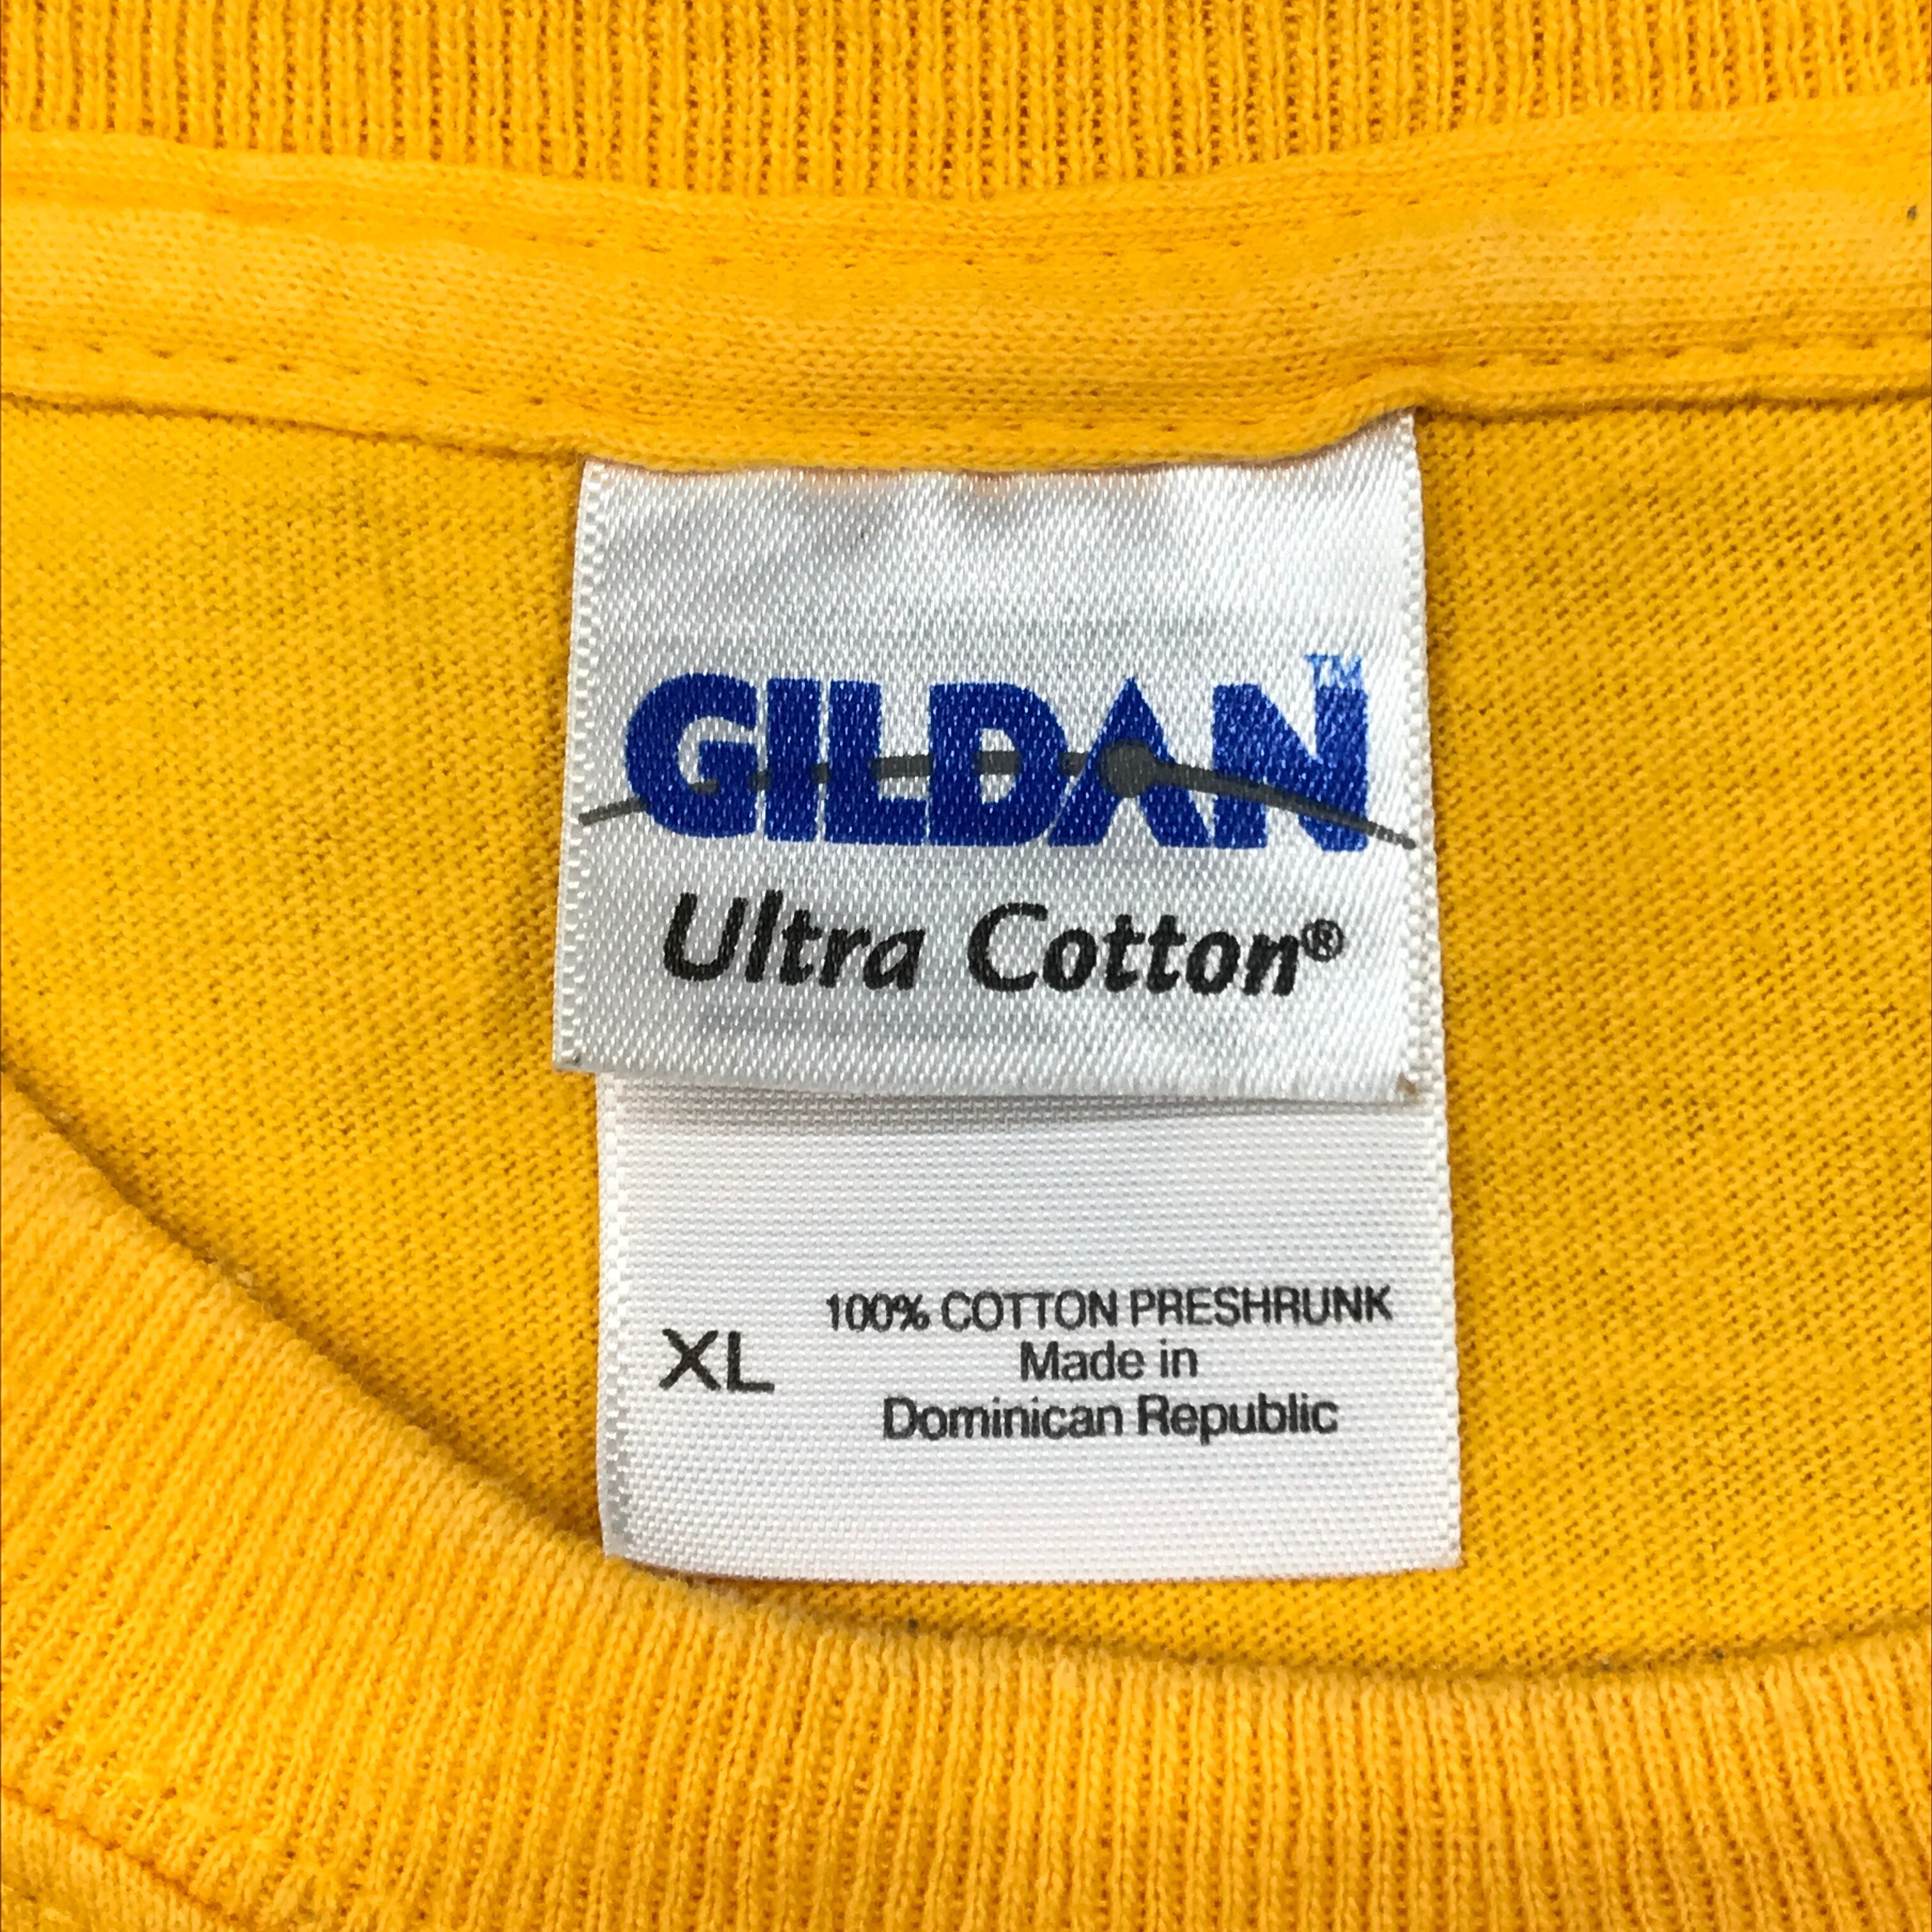 GILDAN™
Ultra Cotton®
100% COTTON PRESHRUNK
XL
Made in
Dominican Republic